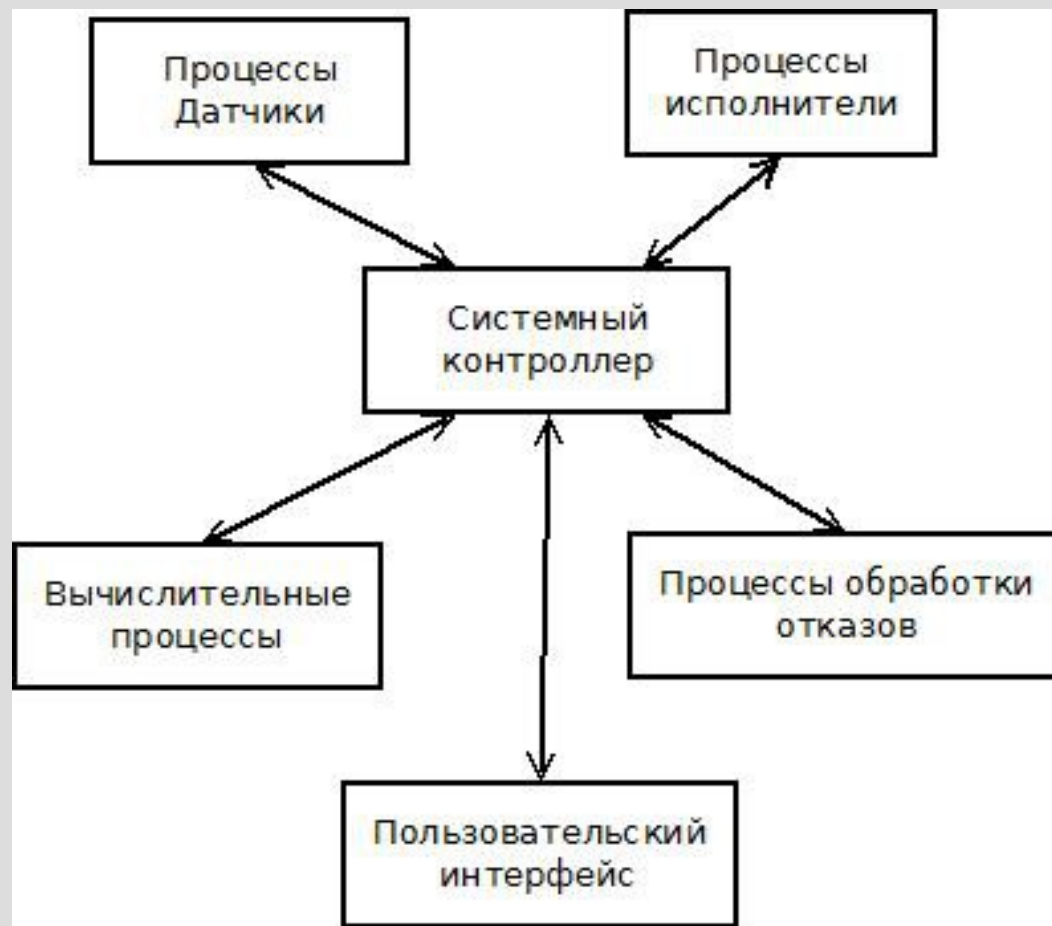 Процессы
Датчики
Процессы
исполнители
Системный
контроллер
Вычислительные
процессы
Процессы обработки
отказов
Пользовательский
интерфейс